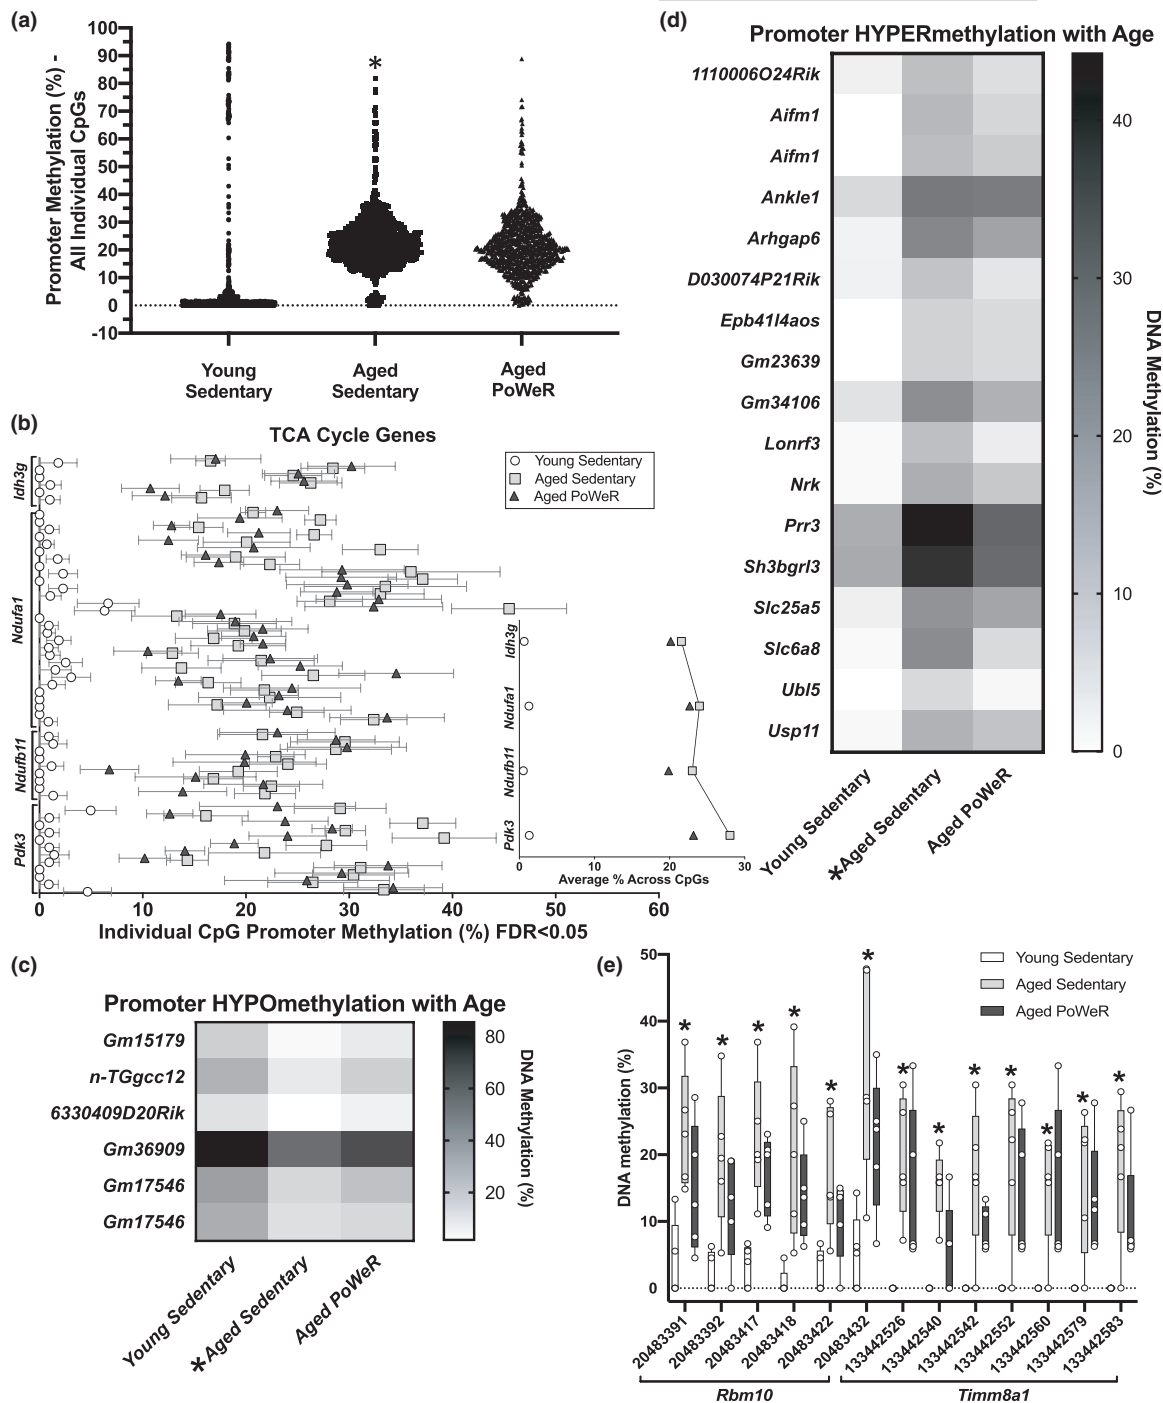 (a)
Promoter Methylation (%) -
All Individual CpGs
100
90
80
70
60
50
40
30
20
10
0
-10
*
Young
Sedentary
Aged
Sedentary
Aged
PoWeR
(b)
TCA Cycle Genes
Young Sedentary
Aged Sedentary
Aged PoWeR
Idh3g
Ndufa1
Ndufb11
Pdk3
Idh3g
Ndufa1
Ndufb11
Pdk3
0 10 20 30
Average % Across CpGs
0 10 20 30 40 50 60
Individual CpG Promoter Methylation (%) FDR<0.05
(c)
Promoter HYPOmethylation with Age
Gm15179
n-TGgcc12
6330409D20Rik
Gm36909
Gm17546
Gm17546
Young Sedentary
*Aged Sedentary
Aged PoWeR
80
60
40
20
DNA Methylation (%)
(d)
Promoter HYPERmethylation with Age
1110006O24Rik
Aifm1
Aifm1
Ankle1
Arhgap6
D030074P21Rik
Epb41l4aos
Gm23639
Gm34106
Lonrf3
Nrk
Prr3
Sh3bgrl3
Slc25a5
Slc6a8
Ubl5
Usp11
Young Sedentary
*Aged Sedentary
Aged PoWeR
40
30
20
10
0
DNA Methylation (%)
(e)
DNA methylation (%)
50
40
30
20
10
0
Young Sedentary
Aged Sedentary
Aged PoWeR
* * * * * * * * * * * * *
20483391
20483392
20483417
20483418
20483422
20483432
133442526
133442540
133442542
133442552
133442560
133442579
133442583
Rbm10
Timm8a1